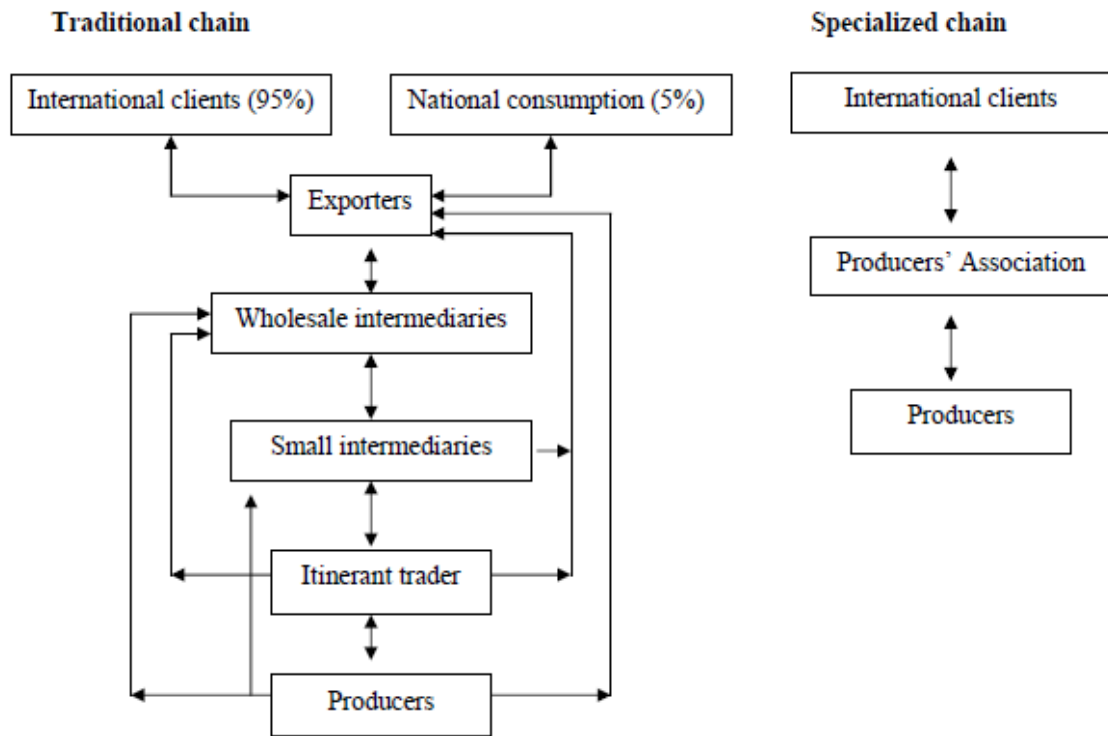 Traditional chain
Specialized chain
International clients (95%)
National consumption (5%)
International clients
Exporters
Producers’ Association
Wholesale intermediaries
Producers
Small intermediaries
Itinerant trader
Producers